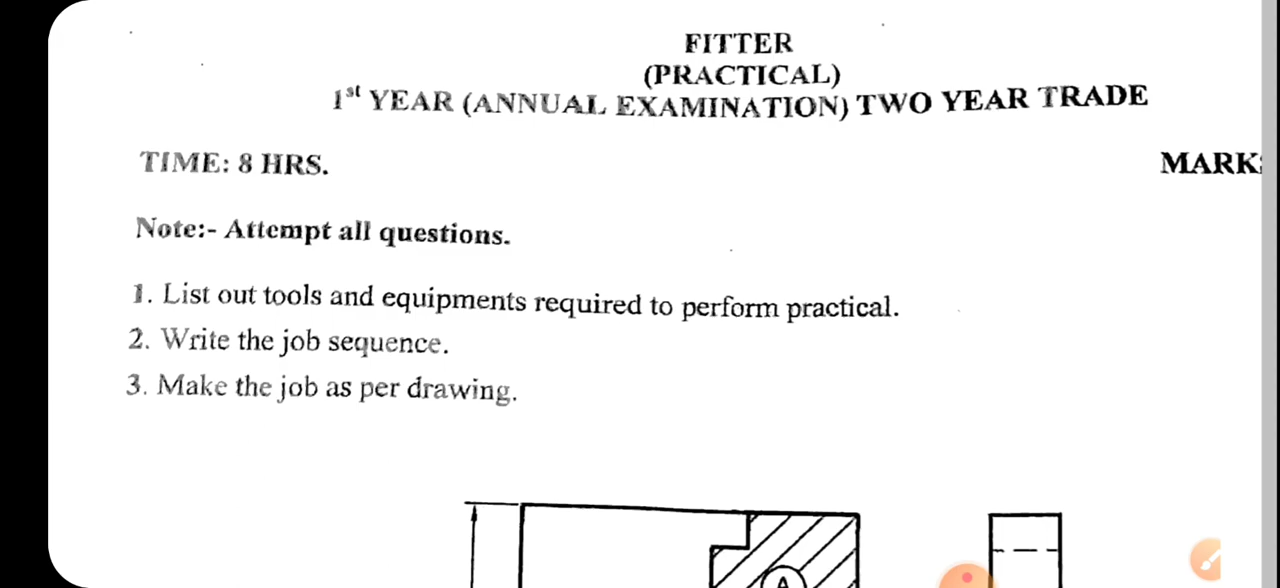 FITTER
(PRACTICAL)
1st YEAR (ANNUAL EXAMINATION) TWO YEAR TRADE
TIME: 8 HRS.
MARK
Note:- Attempt all questions.
1. List out tools and equipments required to perform practical.
2. Write the job sequence.
3. Make the job as per drawing.
A